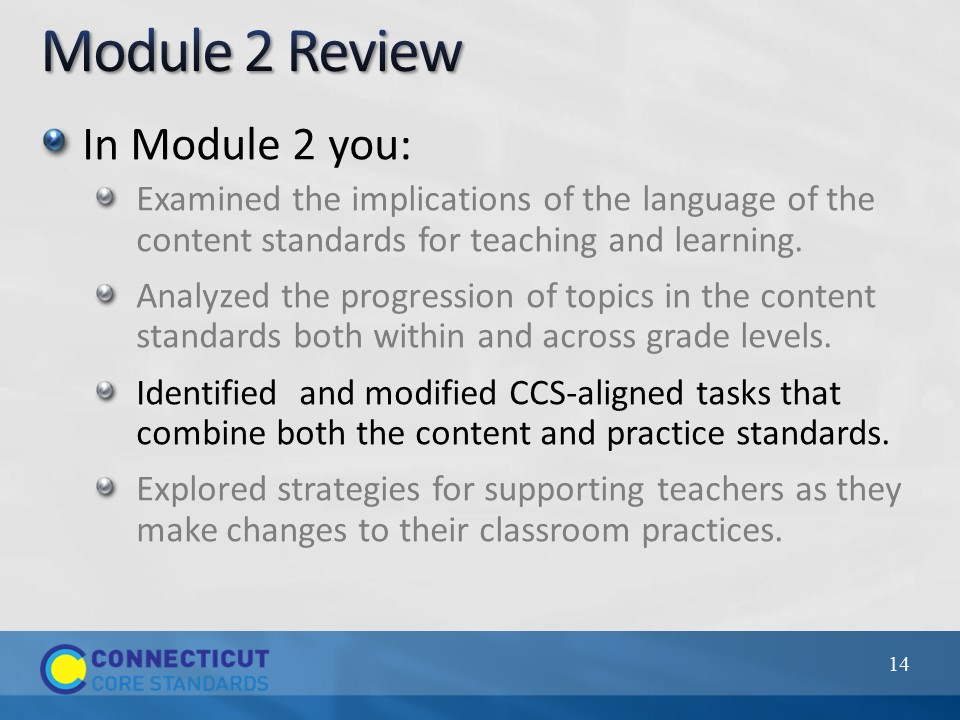 Module 2 Review
In Module 2 you:
Examined the implications of the language of the
content standards for teaching and learning.
Analyzed the progression of topics in the content
standards both within and across grade levels.
Identified  and modified CCS-aligned tasks that
combine both the content and practice standards.
Explored strategies for supporting teachers as they
make changes to their classroom practices.
CONNECTICUT
CORE STANDARDS
14